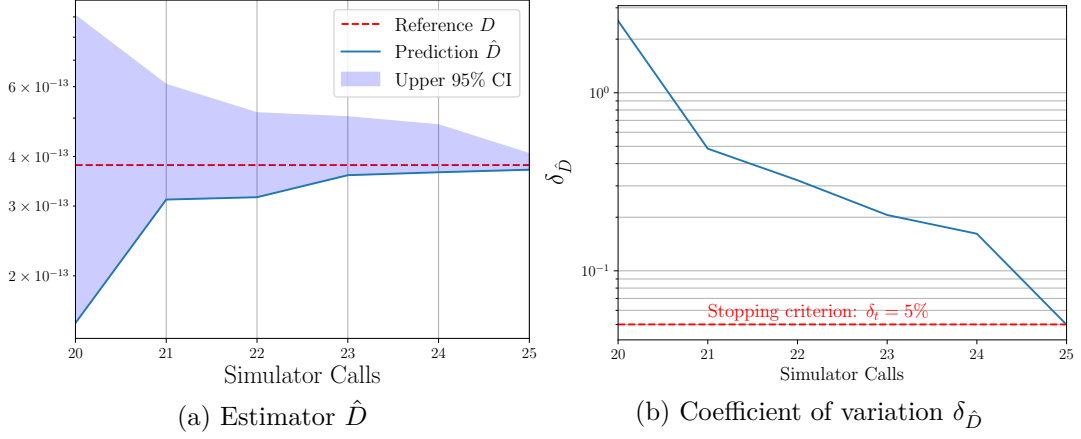 Reference D
Prediction D̂
Upper 95% CI
6 × 10⁻¹³
4 × 10⁻¹³
3 × 10⁻¹³
2 × 10⁻¹³
20 21 22 23 24 25
Simulator Calls
(a) Estimator D̂
δ_D̂
10⁰
10⁻¹
Stopping criterion: δₜ = 5%
20 21 22 23 24 25
Simulator Calls
(b) Coefficient of variation δ_D̂